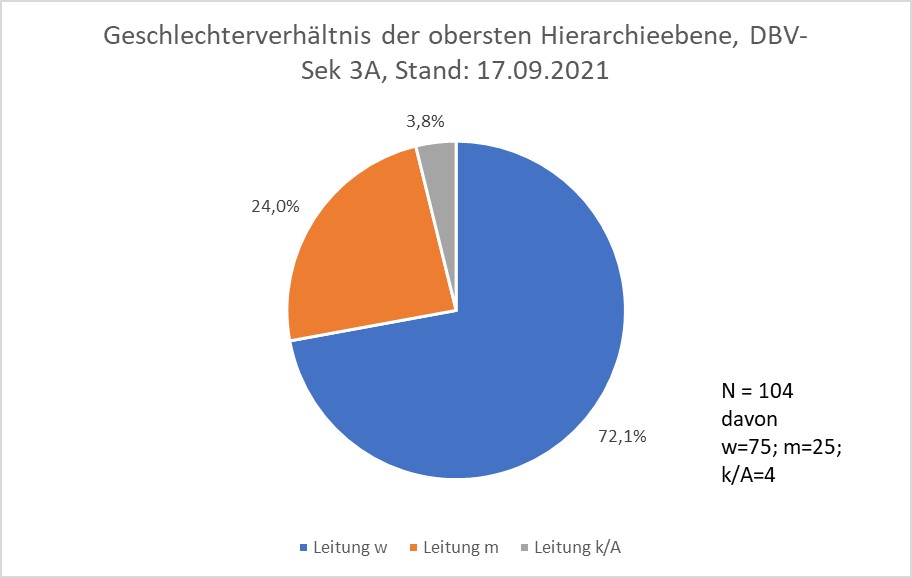 Geschlechterverhältnis der obersten Hierarchieebene, DBV-
Sek 3A, Stand: 17.09.2021
3,8%
24,0%
72,1%
N = 104
davon
w=75; m=25;
k/A=4
Leitung w Leitung m Leitung k/A